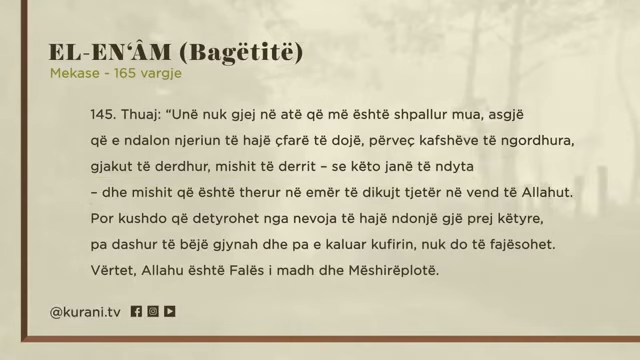 EL-EN‘ÂM (Bagëtitë)
Mekase - 165 vargje
145. Thuaj: “Unë nuk gjej në atë që më është shpallur mua, asgjë
që e ndalon njeriun të hajë çfarë të dojë, përveç kafshëve të ngordhura,
gjakut të derdhur, mishit të derrit – se këto janë të ndyta
– dhe mishit që është therur në emër të dikujt tjetër në vend të Allahut.
Por kushdo që detyrohet nga nevoja të hajë ndonjë gjë prej këtyre,
pa dashur të bëjë gjynah dhe pa e kaluar kufirin, nuk do të fajësohet.
Vërtet, Allahu është Falës i madh dhe Mëshirëplotë.
@kurani.tv